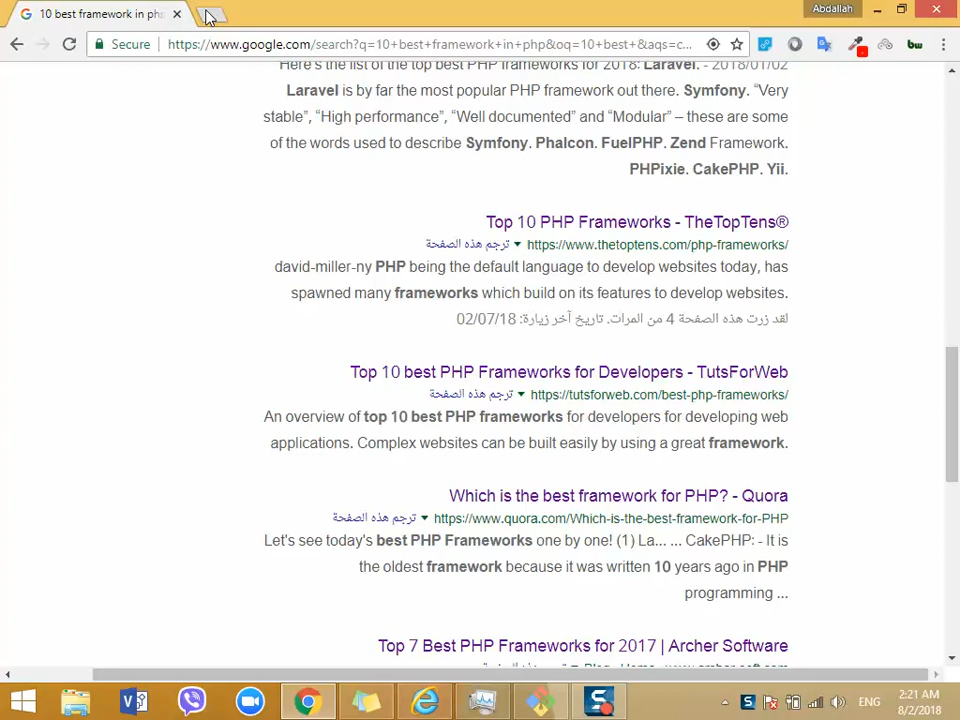 10 best framework in ph
Abdallah
Secure
https://www.google.com/search?q=10+best+framework+in+php&oq=10+best+&aqs=c...
bw
Here's the list of the top best PHP frameworks for 2018: Laravel. - 2018/01/02
Laravel is by far the most popular PHP framework out there. Symfony. “Very
stable”, “High performance”, “Well documented” and “Modular” – these are some
of the words used to describe Symfony. Phalcon. FuelPHP. Zend Framework.
PHPixie. CakePHP. Yii.
Top 10 PHP Frameworks - TheTopTens®
https://www.thetoptens.com/php-frameworks/ ▼ ترجم هذه الصفحة
david-miller-ny PHP being the default language to develop websites today, has
spawned many frameworks which build on its features to develop websites.
لقد زرت هذه الصفحة 4 من المرات. تاريخ آخر زيارة: 02/07/18
Top 10 best PHP Frameworks for Developers - TutsForWeb
https://tutsforweb.com/best-php-frameworks/ ▼ ترجم هذه الصفحة
An overview of top 10 best PHP frameworks for developers for developing web
applications. Complex websites can be built easily by using a great framework.
Which is the best framework for PHP? - Quora
https://www.quora.com/Which-is-the-best-framework-for-PHP ▼ ترجم هذه الصفحة
Let's see today's best PHP Frameworks one by one! (1) La... ... CakePHP: - It is
the oldest framework because it was written 10 years ago in PHP
programming ...
Top 7 Best PHP Frameworks for 2017 | Archer Software
ENG
2:21 AM
8/2/2018